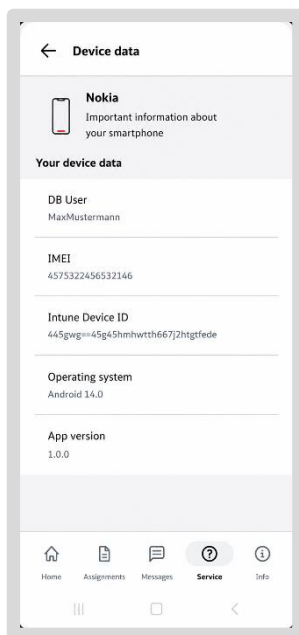 Device data
Nokia
Important information about
your smartphone
Your device data
DB User
MaxMustermann
IMEI
4575322456532146
Intune Device ID
445gwg==45g45hmhwtth667j2htgtfede
Operating system
Android 14.0
App version
1.0.0
Home Assignments Messages Service Info